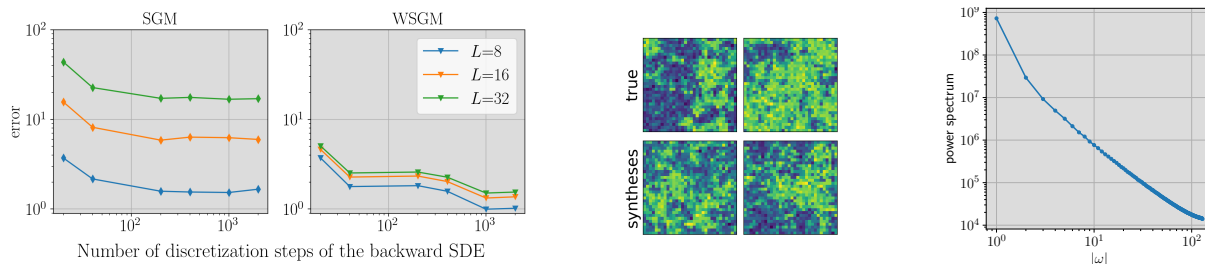 SGM
WSGM
error
10^2
10^1
10^0
10^2
10^3
10^2
10^1
10^0
10^2
10^3
L=8
L=16
L=32
Number of discretization steps of the backward SDE
true
syntheses
power spectrum
10^9
10^8
10^7
10^6
10^5
10^4
10^0
10^1
10^2
|ω|